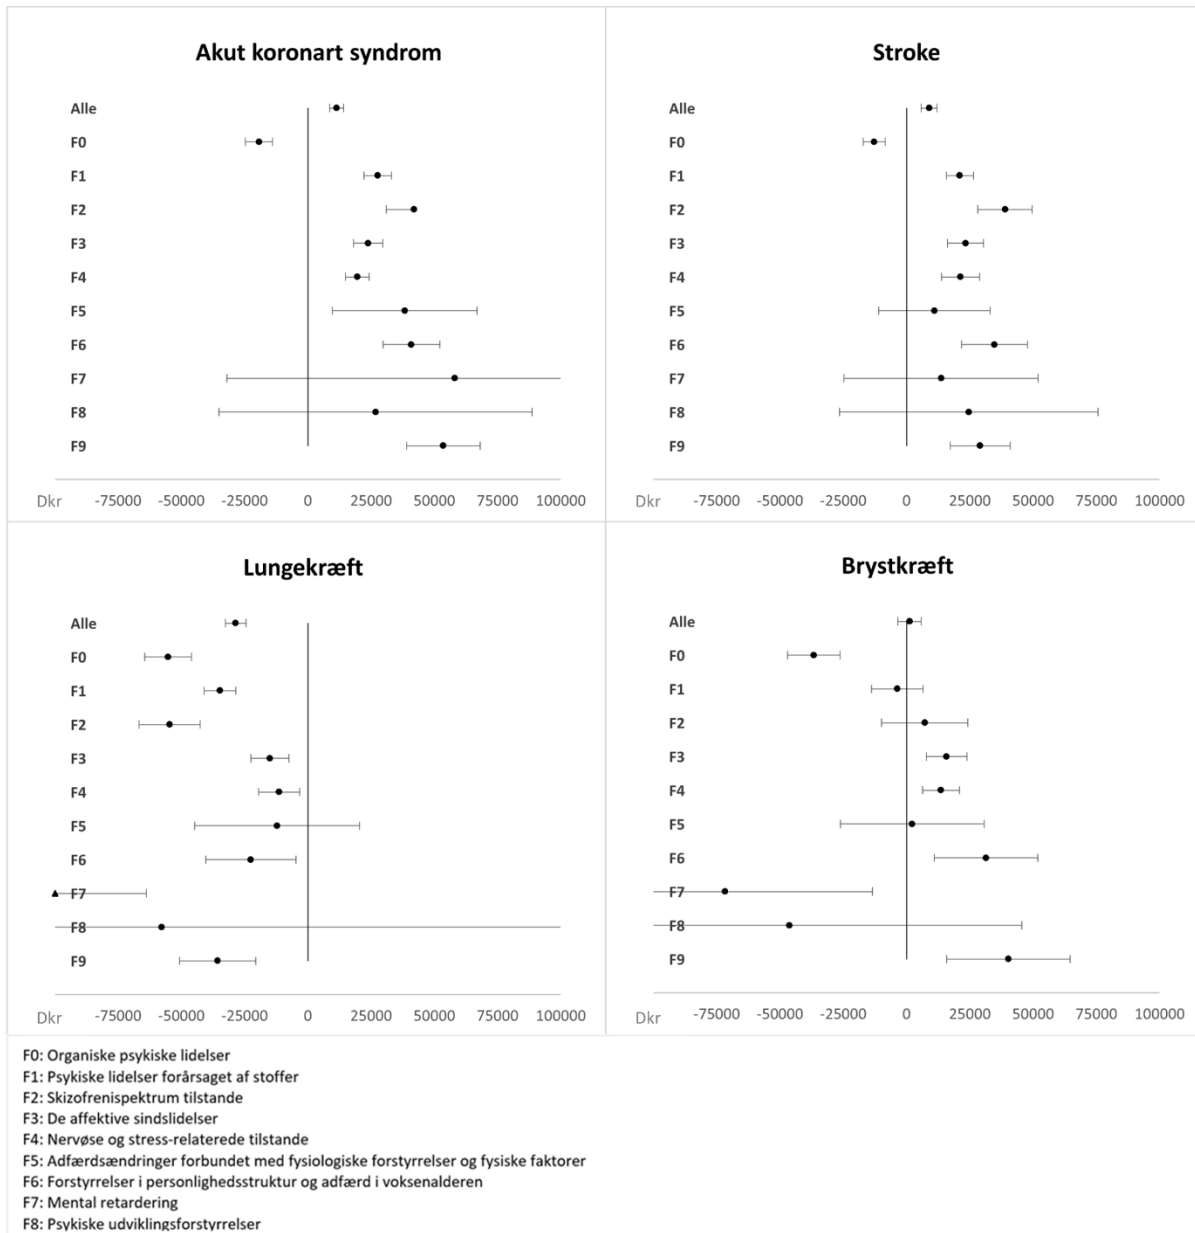 Akut koronart syndrom
Alle
F0
F1
F2
F3
F4
F5
F6
F7
F8
F9
Dkr -75000 -50000 -25000 0 25000 50000 75000 100000
Stroke
Alle
F0
F1
F2
F3
F4
F5
F6
F7
F8
F9
Dkr -75000 -50000 -25000 0 25000 50000 75000 100000
Lungekræft
Alle
F0
F1
F2
F3
F4
F5
F6
F7
F8
F9
Dkr -75000 -50000 -25000 0 25000 50000 75000 100000
Brystkræft
Alle
F0
F1
F2
F3
F4
F5
F6
F7
F8
F9
Dkr -75000 -50000 -25000 0 25000 50000 75000 100000
F0: Organiske psykiske lidelser
F1: Psykiske lidelser forårsaget af stoffer
F2: Skizofrenispektrum tilstande
F3: De affektive sindslidelser
F4: Nervøse og stress-relaterede tilstande
F5: Adfærdsændringer forbundet med fysiologiske forstyrrelser og fysiske faktorer
F6: Forstyrrelser i personlighedsstruktur og adfærd i voksenalderen
F7: Mental retardering
F8: Psykiske udviklingsforstyrrelser